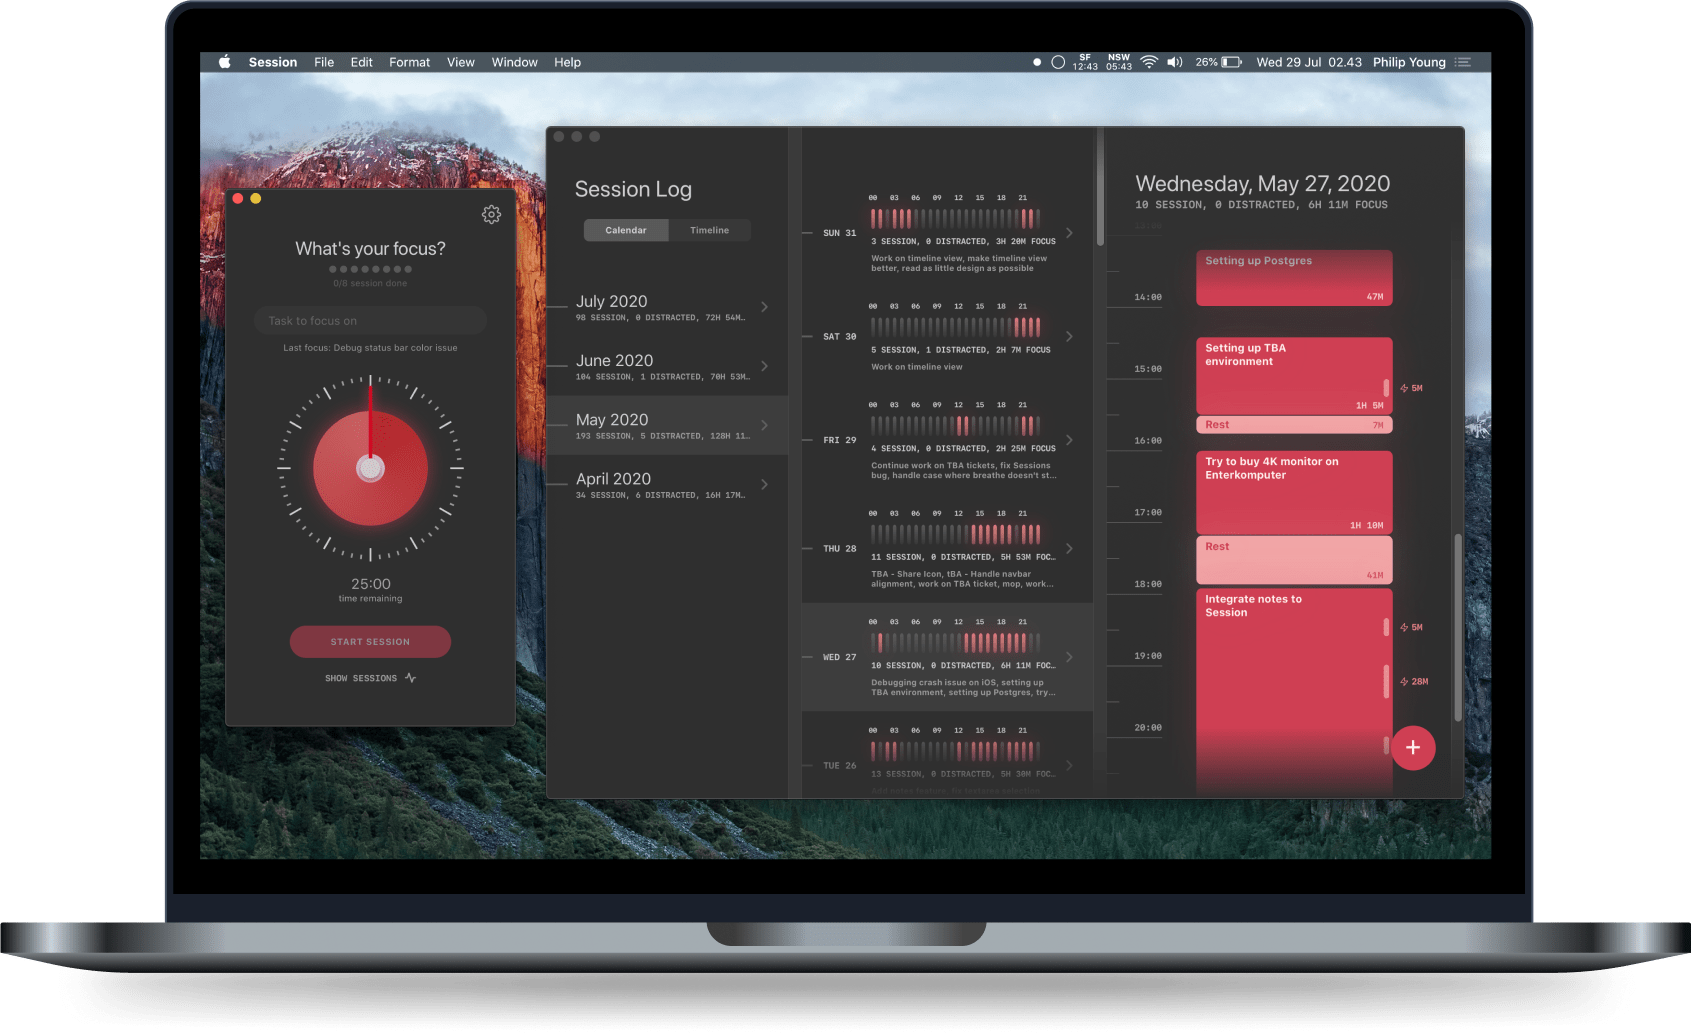 Session File Edit Format View Window Help
SF 12:43 NSW 05:43 26% Wed 29 Jul 02.43 Philip Young
What's your focus?
0/8 session done
Task to focus on
Last focus: Debug status bar color issue
25:00
time remaining
START SESSION
SHOW SESSIONS
Session Log
Calendar Timeline
July 2020
98 SESSION, 0 DISTRACTED, 72H 54M…
June 2020
104 SESSION, 1 DISTRACTED, 70H 53M…
May 2020
193 SESSION, 5 DISTRACTED, 128H 11…
April 2020
34 SESSION, 6 DISTRACTED, 16H 17M…
00 03 06 09 12 15 18 21
SUN 31
3 SESSION, 0 DISTRACTED, 3H 20M FOCUS
Work on timeline view, make timeline view
better, read as little design as possible
00 03 06 09 12 15 18 21
SAT 30
5 SESSION, 1 DISTRACTED, 2H 7M FOCUS
Work on timeline view
00 03 06 09 12 15 18 21
FRI 29
4 SESSION, 0 DISTRACTED, 2H 25M FOCUS
Continue work on TBA tickets, fix Sessions
bug, handle case where breathe doesn't st…
00 03 06 09 12 15 18 21
THU 28
11 SESSION, 0 DISTRACTED, 5H 53M FOC…
TBA - Share Icon, tBA - Handle navbar
alignment, work on TBA ticket, mop, work…
00 03 06 09 12 15 18 21
WED 27
10 SESSION, 0 DISTRACTED, 6H 11M FOC…
Debugging crash issue on iOS, setting up
TBA environment, setting up Postgres, try…
00 03 06 09 12 15 18 21
TUE 26
13 SESSION, 0 DISTRACTED, 5H 30M FOC…
Wednesday, May 27, 2020
10 SESSION, 0 DISTRACTED, 6H 11M FOCUS
Setting up Postgres
47M
14:00
Setting up TBA
environment
15:00
5M
1H 5M
Rest 7M
16:00
Try to buy 4K monitor on
Enterkomputer
17:00
1H 10M
Rest
41M
18:00
Integrate notes to
Session
5M
19:00
28M
20:00